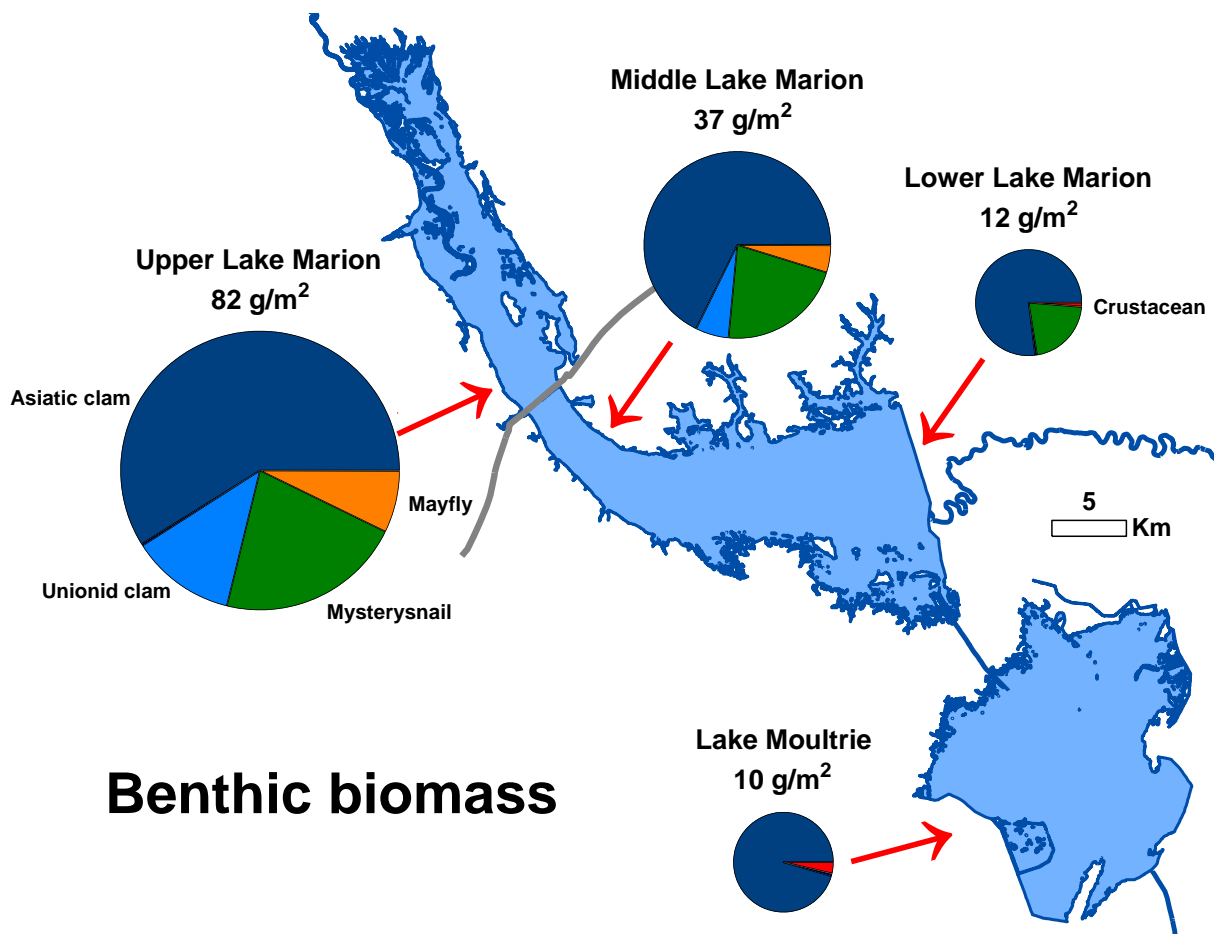 Middle Lake Marion
37 g/m²
Lower Lake Marion
12 g/m²
Crustacean
Upper Lake Marion
82 g/m²
Asiatic clam
Mayfly
Unionid clam
Mysterysnail
5
Km
Lake Moultrie
10 g/m²
Benthic biomass